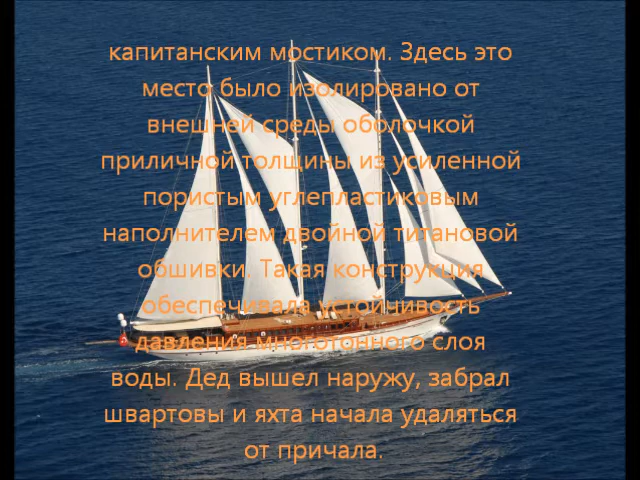 капитанским мостиком. Здесь это
место было изолировано от
внешней среды оболочкой
приличной толщины из усиленной
пористым углепластиковым
наполнителем двойной титановой
обшивки. Такая конструкция
обеспечивала устойчивость
давления многотонного слоя
воды. Дед вышел наружу, забрал
швартовы и яхта начала удаляться
от причала.